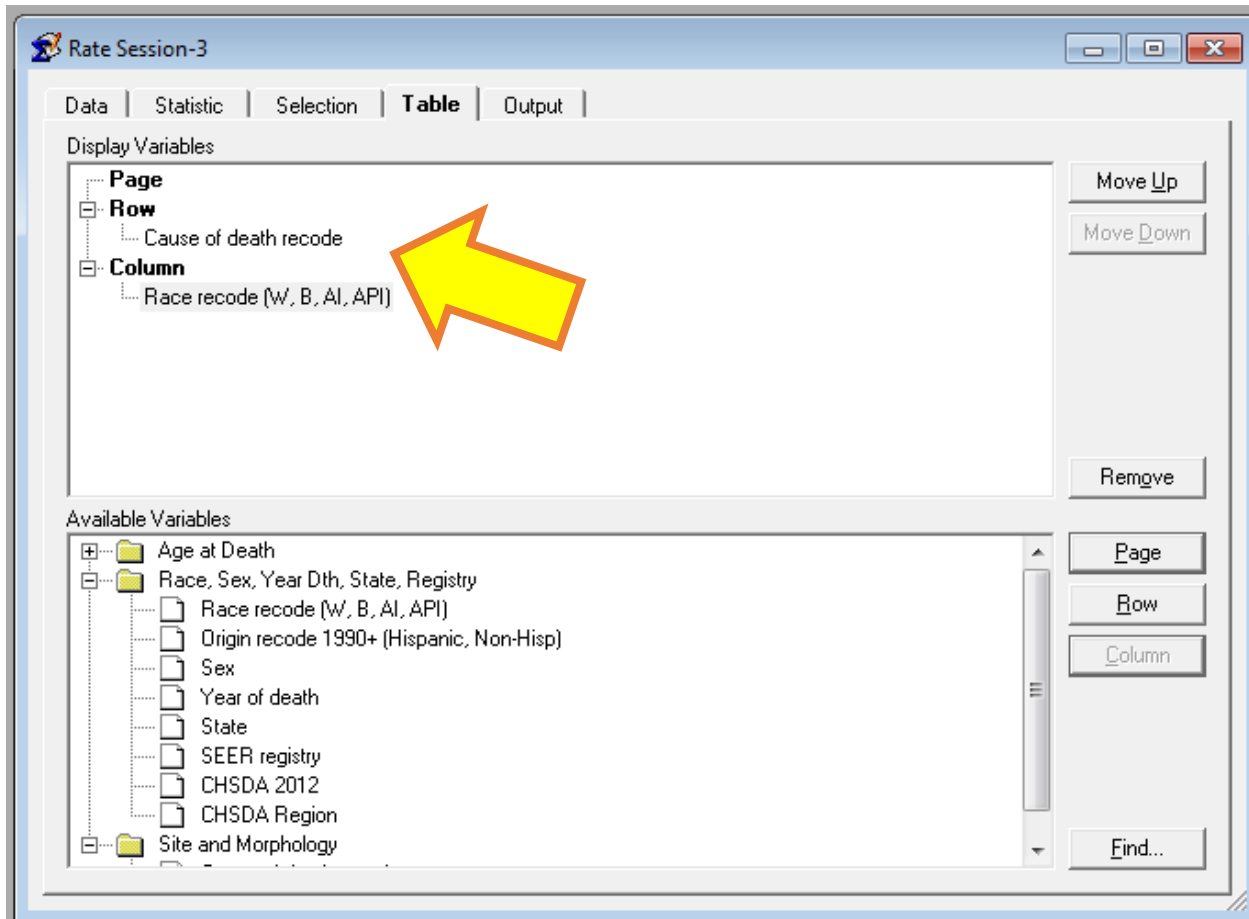 Rate Session-3
Data Statistic Selection Table Output
Display Variables
Page
Row
Cause of death recode
Column
Race recode (W, B, AI, API)
Move Up
Move Down
Remove
Available Variables
Age at Death
Race, Sex, Year Dth, State, Registry
Race recode (W, B, AI, API)
Origin recode 1990+ (Hispanic, Non-Hisp)
Sex
Year of death
State
SEER registry
CHSDA 2012
CHSDA Region
Site and Morphology
Page
Row
Column
Find...